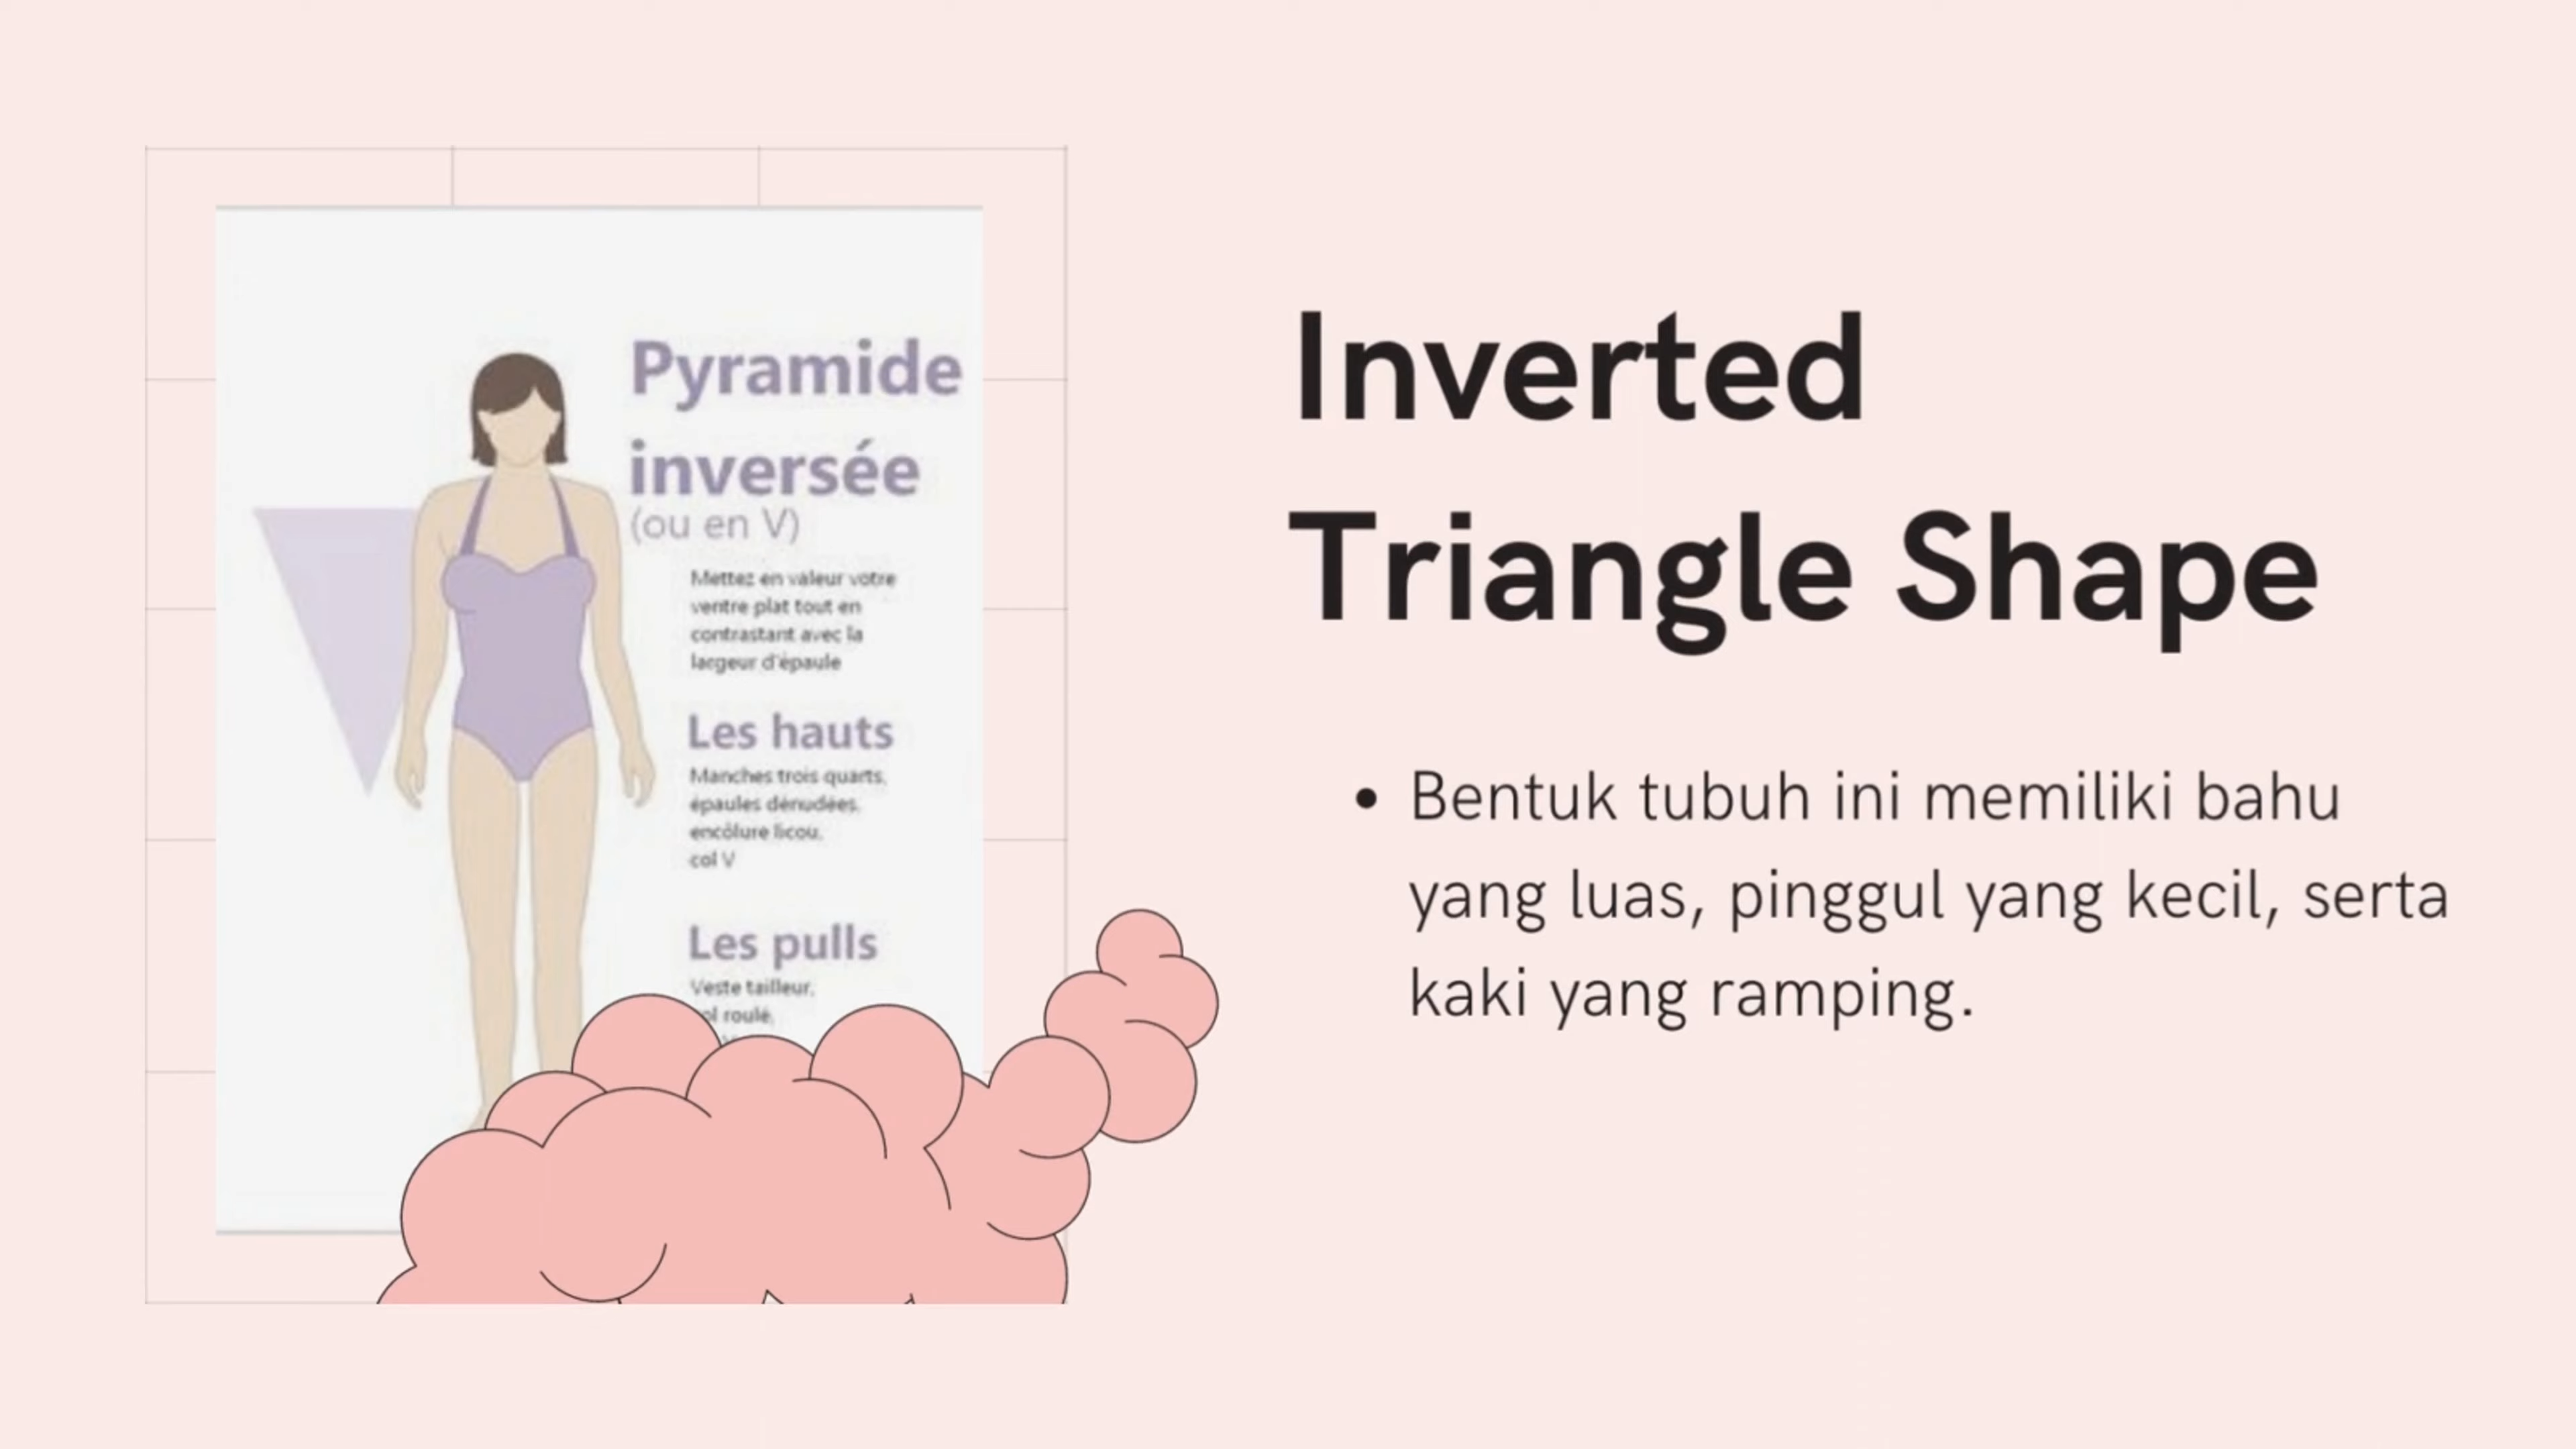 Pyramide
inversée
(ou en V)
Mettez en valeur votre
ventre plat tout en
contrastant avec la
largeur d'épaule
Les hauts
Manches trois quarts,
épaules dénudées,
encôlure licou,
col V
Les pulls
Veste tailleur,
roulé,
Inverted
Triangle Shape
• Bentuk tubuh ini memiliki bahu
yang luas, pinggul yang kecil, serta
kaki yang ramping.